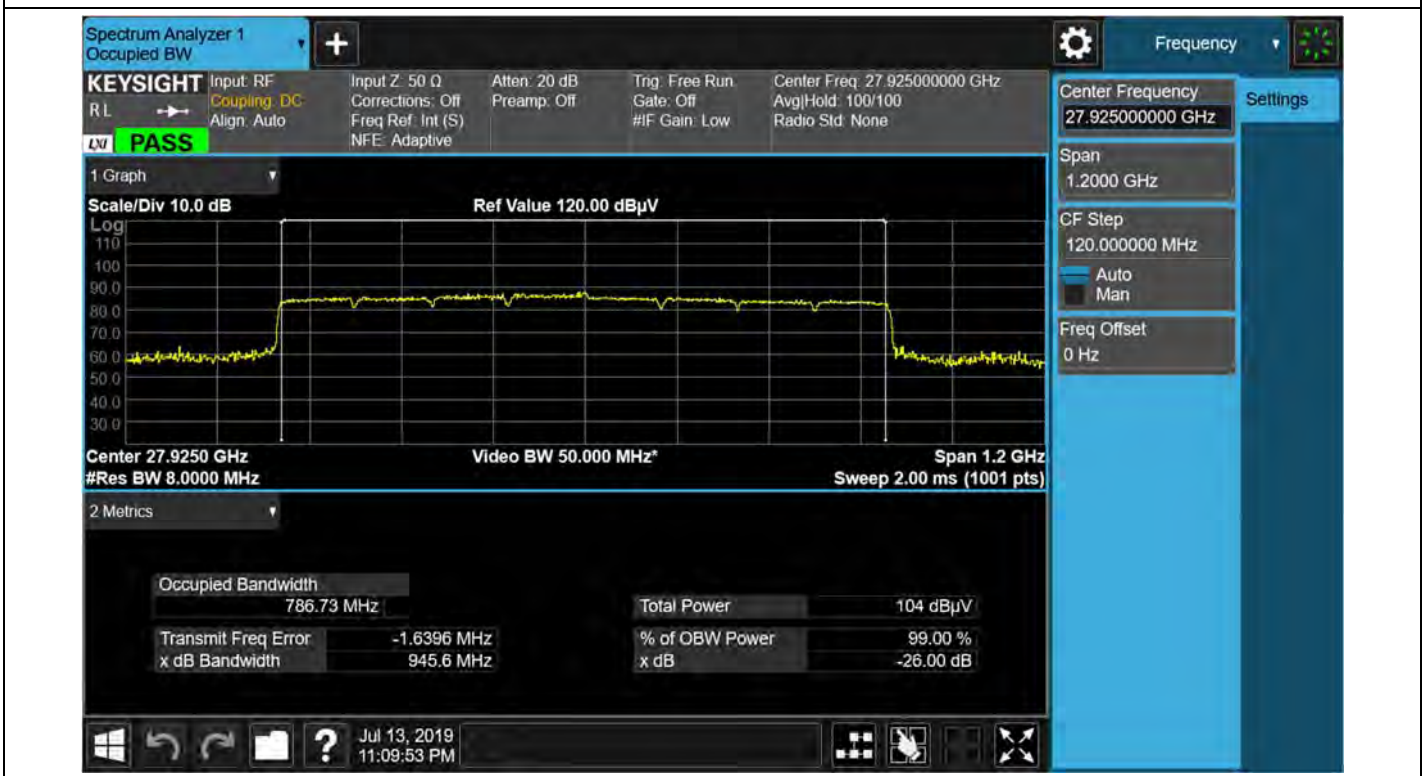 Spectrum Analyzer 1
Occupied BW
+
Frequency
KEYSIGHT
R L
LXI
PASS
Input: RF
Coupling: DC
Align: Auto
Input Z: 50 Ω
Corrections: Off
Freq Ref: Int (S)
NFE: Adaptive
Atten: 20 dB
Preamp: Off
Trig: Free Run
Gate: Off
#IF Gain: Low
Center Freq: 27.925000000 GHz
Avg|Hold: 100/100
Radio Std: None
Center Frequency
27.925000000 GHz
Settings
Span
1.2000 GHz
CF Step
120.000000 MHz
Auto
Man
Freq Offset
0 Hz
1 Graph
Scale/Div 10.0 dB
Ref Value 120.00 dBµV
Log
110
100
90.0
80.0
70.0
60.0
50.0
40.0
30.0
Center 27.9250 GHz
Video BW 50.000 MHz*
Span 1.2 GHz
#Res BW 8.0000 MHz
Sweep 2.00 ms (1001 pts)
2 Metrics
Occupied Bandwidth
786.73 MHz
Total Power 104 dBµV
Transmit Freq Error -1.6396 MHz
% of OBW Power 99.00 %
x dB Bandwidth 945.6 MHz
x dB -26.00 dB
?
Jul 13, 2019
11:09:53 PM